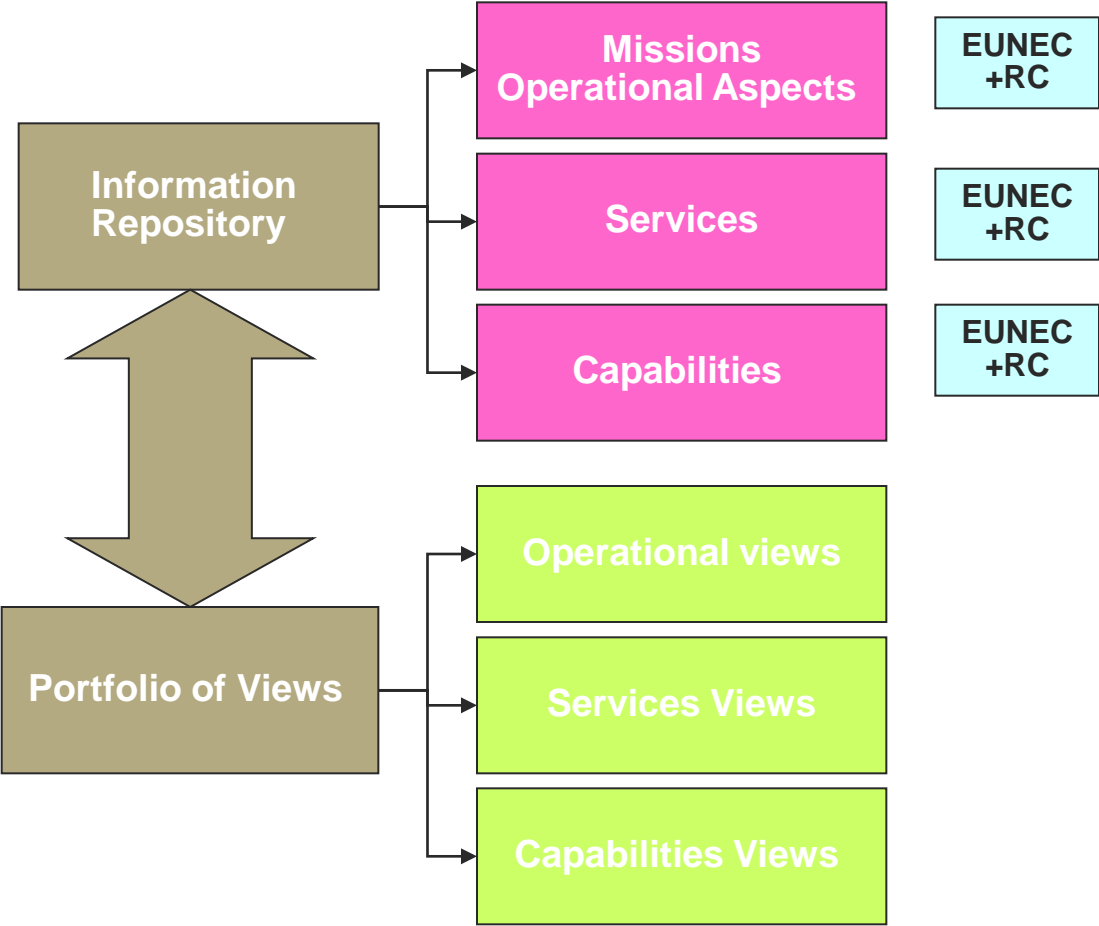 Missions
Operational Aspects
EUNEC
+RC
Information
Repository
Services
EUNEC
+RC
Capabilities
EUNEC
+RC
Operational views
Portfolio of Views
Services Views
Capabilities Views